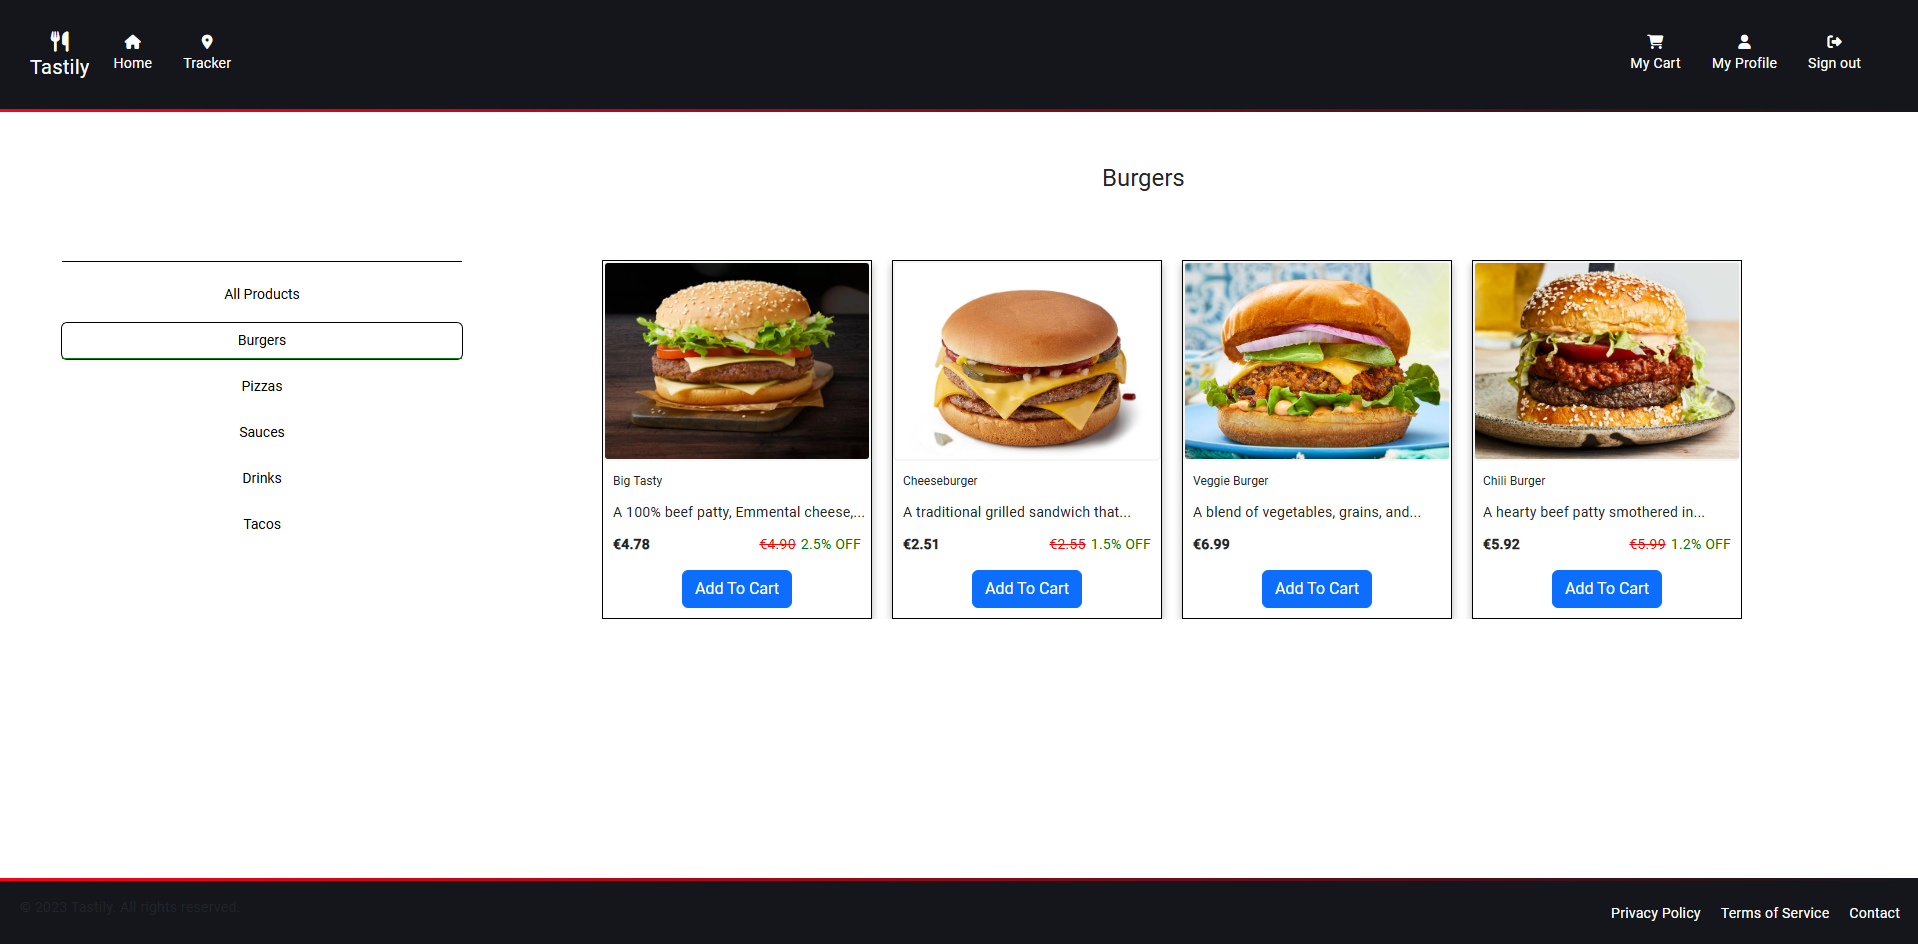 Tastily
Home
Tracker
My Cart
My Profile
Sign out
Burgers
All Products
Burgers
Pizzas
Sauces
Drinks
Tacos
Big Tasty
A 100% beef patty, Emmental cheese,...
€4.78 €4.90 2.5% OFF
Add To Cart
Cheeseburger
A traditional grilled sandwich that...
€2.51 €2.55 1.5% OFF
Add To Cart
Veggie Burger
A blend of vegetables, grains, and...
€6.99
Add To Cart
Chili Burger
A hearty beef patty smothered in...
€5.92 €5.99 1.2% OFF
Add To Cart
© 2023 Tastily. All rights reserved.
Privacy Policy
Terms of Service
Contact